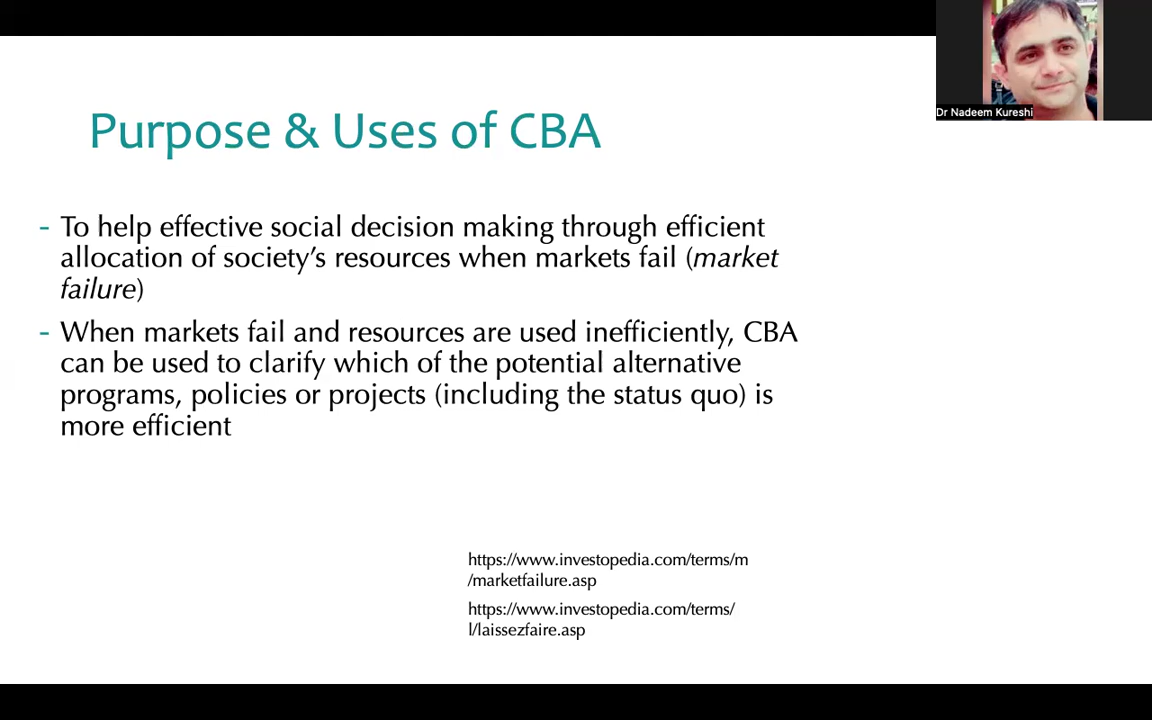 Dr Nadeem Kureshi
Purpose & Uses of CBA
- To help effective social decision making through efficient
allocation of society’s resources when markets fail (market
failure)
- When markets fail and resources are used inefficiently, CBA
can be used to clarify which of the potential alternative
programs, policies or projects (including the status quo) is
more efficient
https://www.investopedia.com/terms/m
/marketfailure.asp
https://www.investopedia.com/terms/
l/laissezfaire.asp